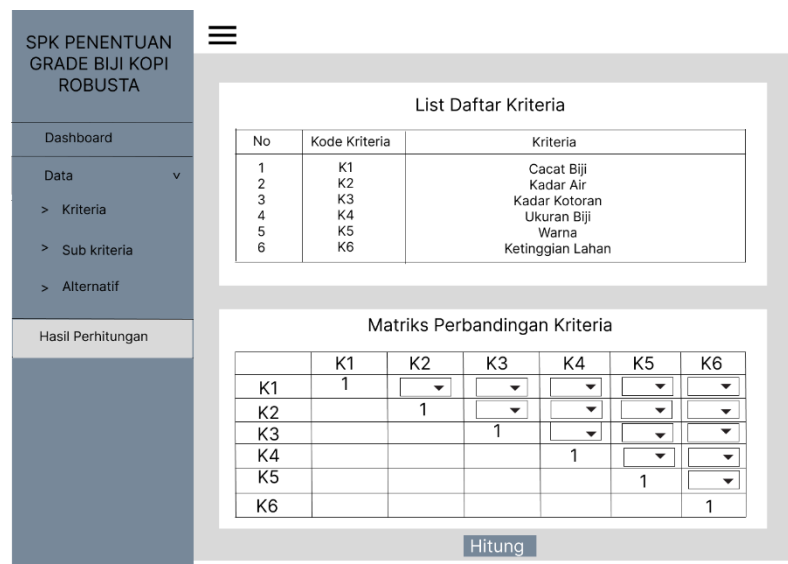 SPK PENENTUAN
GRADE BIJI KOPI
ROBUSTA
Dashboard
Data v
> Kriteria
> Sub kriteria
> Alternatif
Hasil Perhitungan
List Daftar Kriteria
No Kode Kriteria Kriteria
1 K1 Cacat Biji
2 K2 Kadar Air
3 K3 Kadar Kotoran
4 K4 Ukuran Biji
5 K5 Warna
6 K6 Ketinggian Lahan
Matriks Perbandingan Kriteria
K1 K2 K3 K4 K5 K6
K1 1
K2 1
K3 1
K4 1
K5 1
K6 1
Hitung